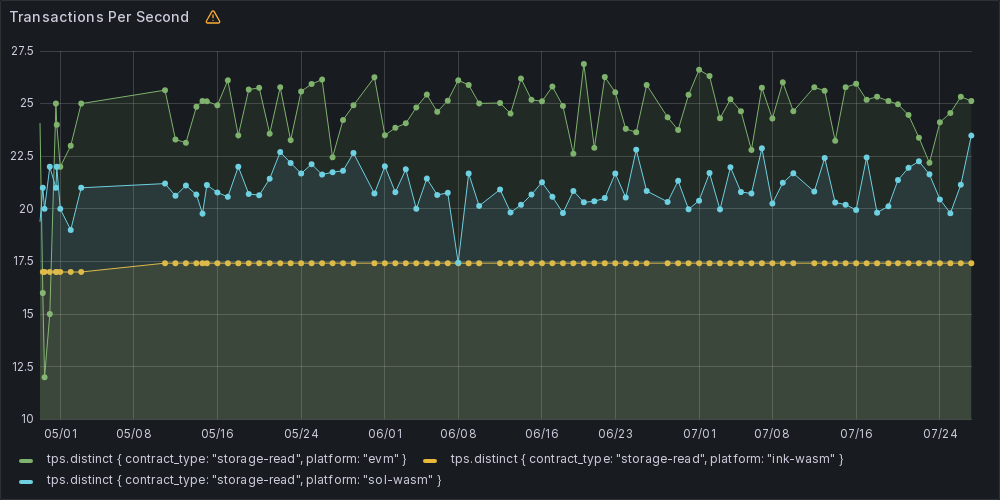 Transactions Per Second
27.5
25
22.5
20
17.5
15
12.5
10
05/01 05/08 05/16 05/24 06/01 06/08 06/16 06/23 07/01 07/08 07/16 07/24
tps.distinct { contract_type: "storage-read", platform: "evm" } tps.distinct { contract_type: "storage-read", platform: "ink-wasm" }
tps.distinct { contract_type: "storage-read", platform: "sol-wasm" }